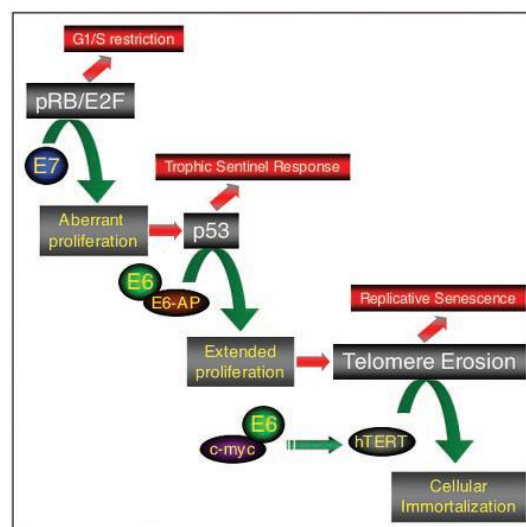 G1/S restriction
pRB/E2F
E7
Trophic Sentinel Response
Aberrant
proliferation
p53
E6
E6-AP
Replicative Senescence
Extended
proliferation
Telomere Erosion
E6
c-myc
hTERT
Cellular
Immortalization